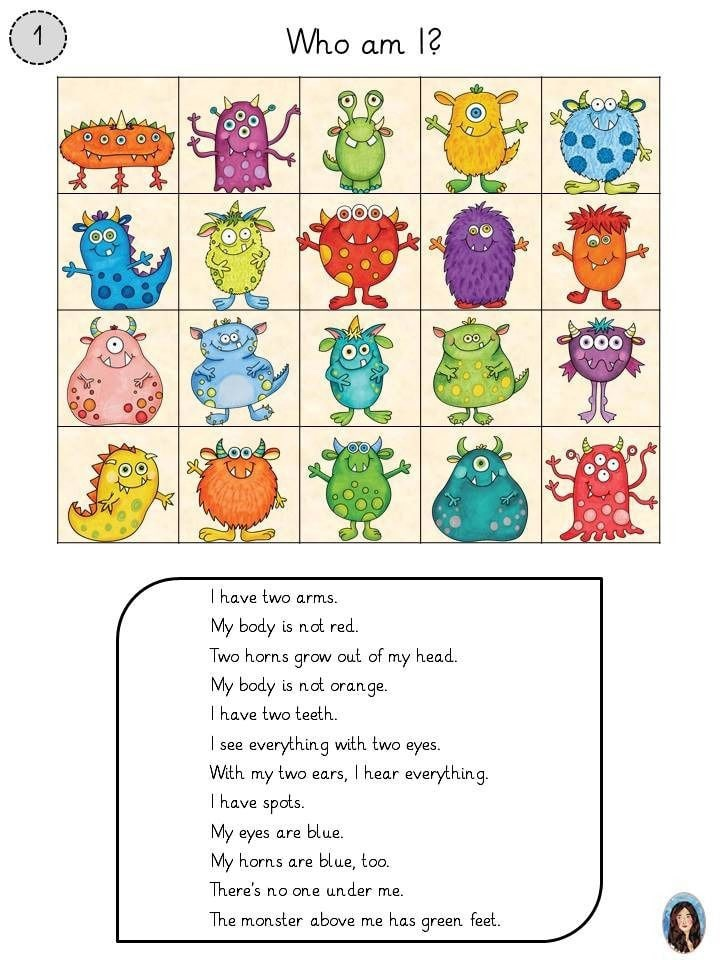 1
Who am I?
I have two arms.
My body is not red.
Two horns grow out of my head.
My body is not orange.
I have two teeth.
I see everything with two eyes.
With my two ears, I hear everything.
I have spots.
My eyes are blue.
My horns are blue, too.
There's no one under me.
The monster above me has green feet.